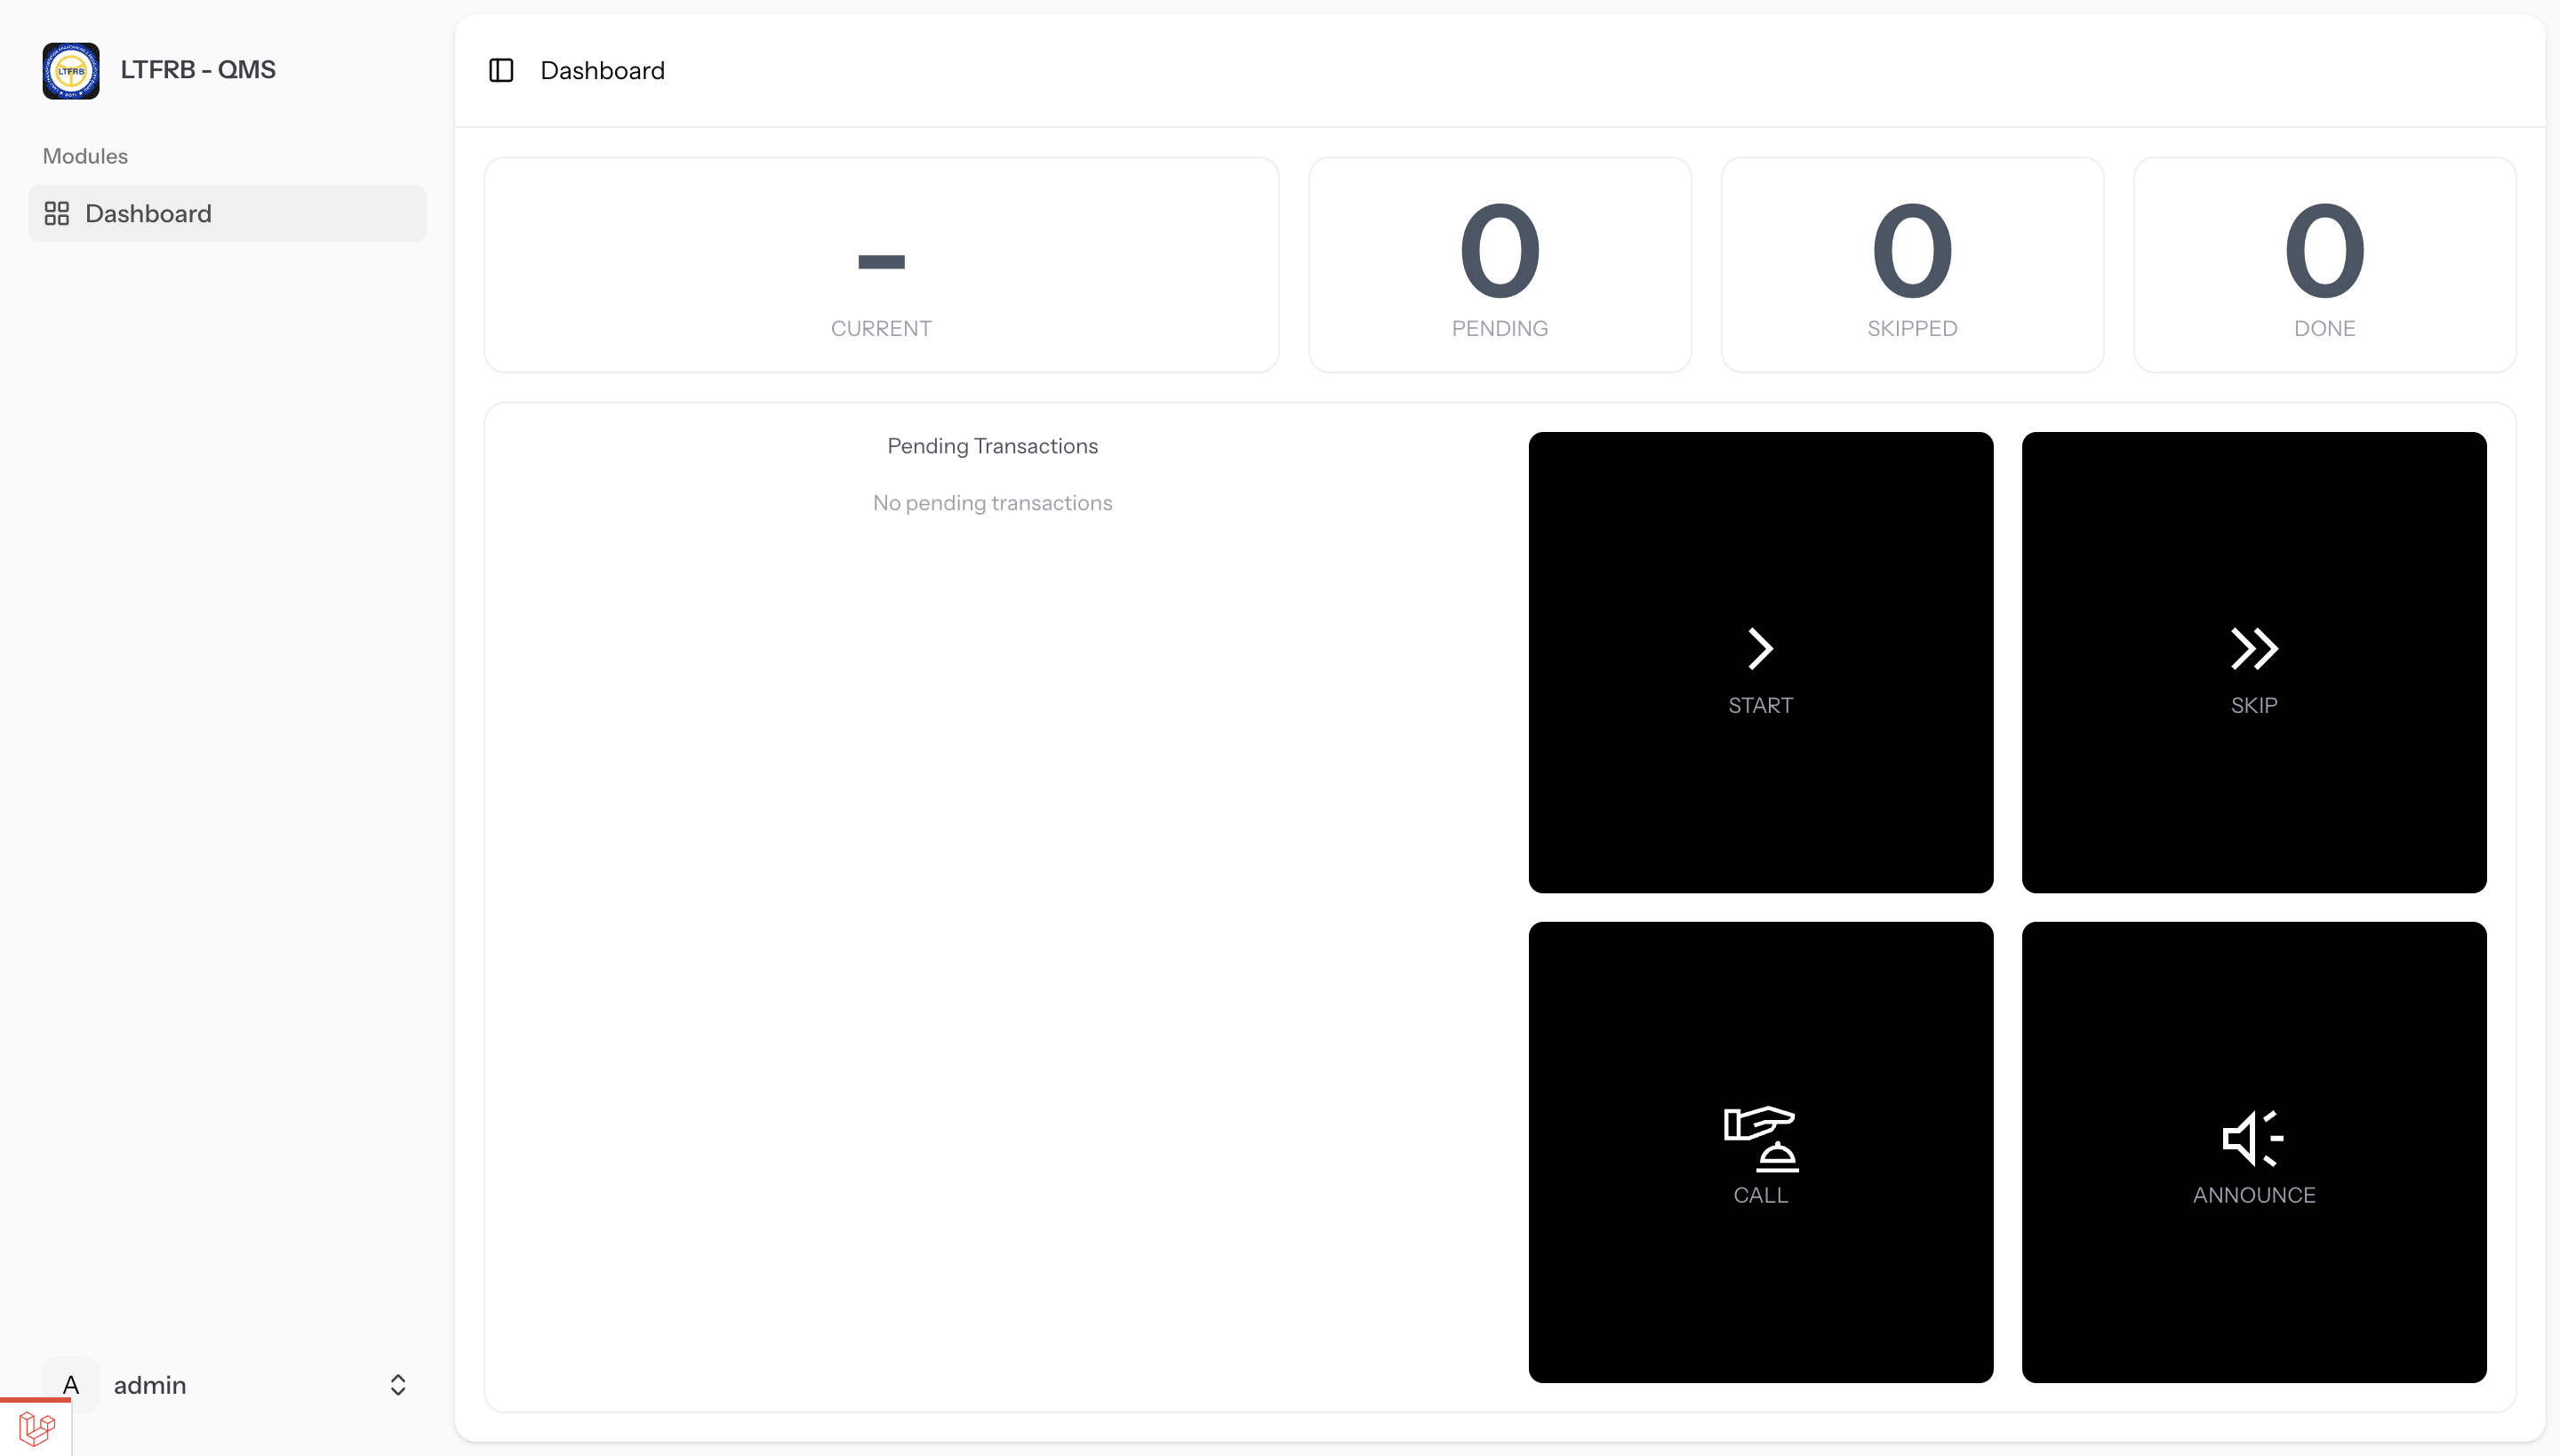 LTFRB
LTFRB - QMS
Modules
Dashboard
A
admin
Dashboard
-
CURRENT
0
PENDING
0
SKIPPED
0
DONE
Pending Transactions
No pending transactions
START
SKIP
CALL
ANNOUNCE